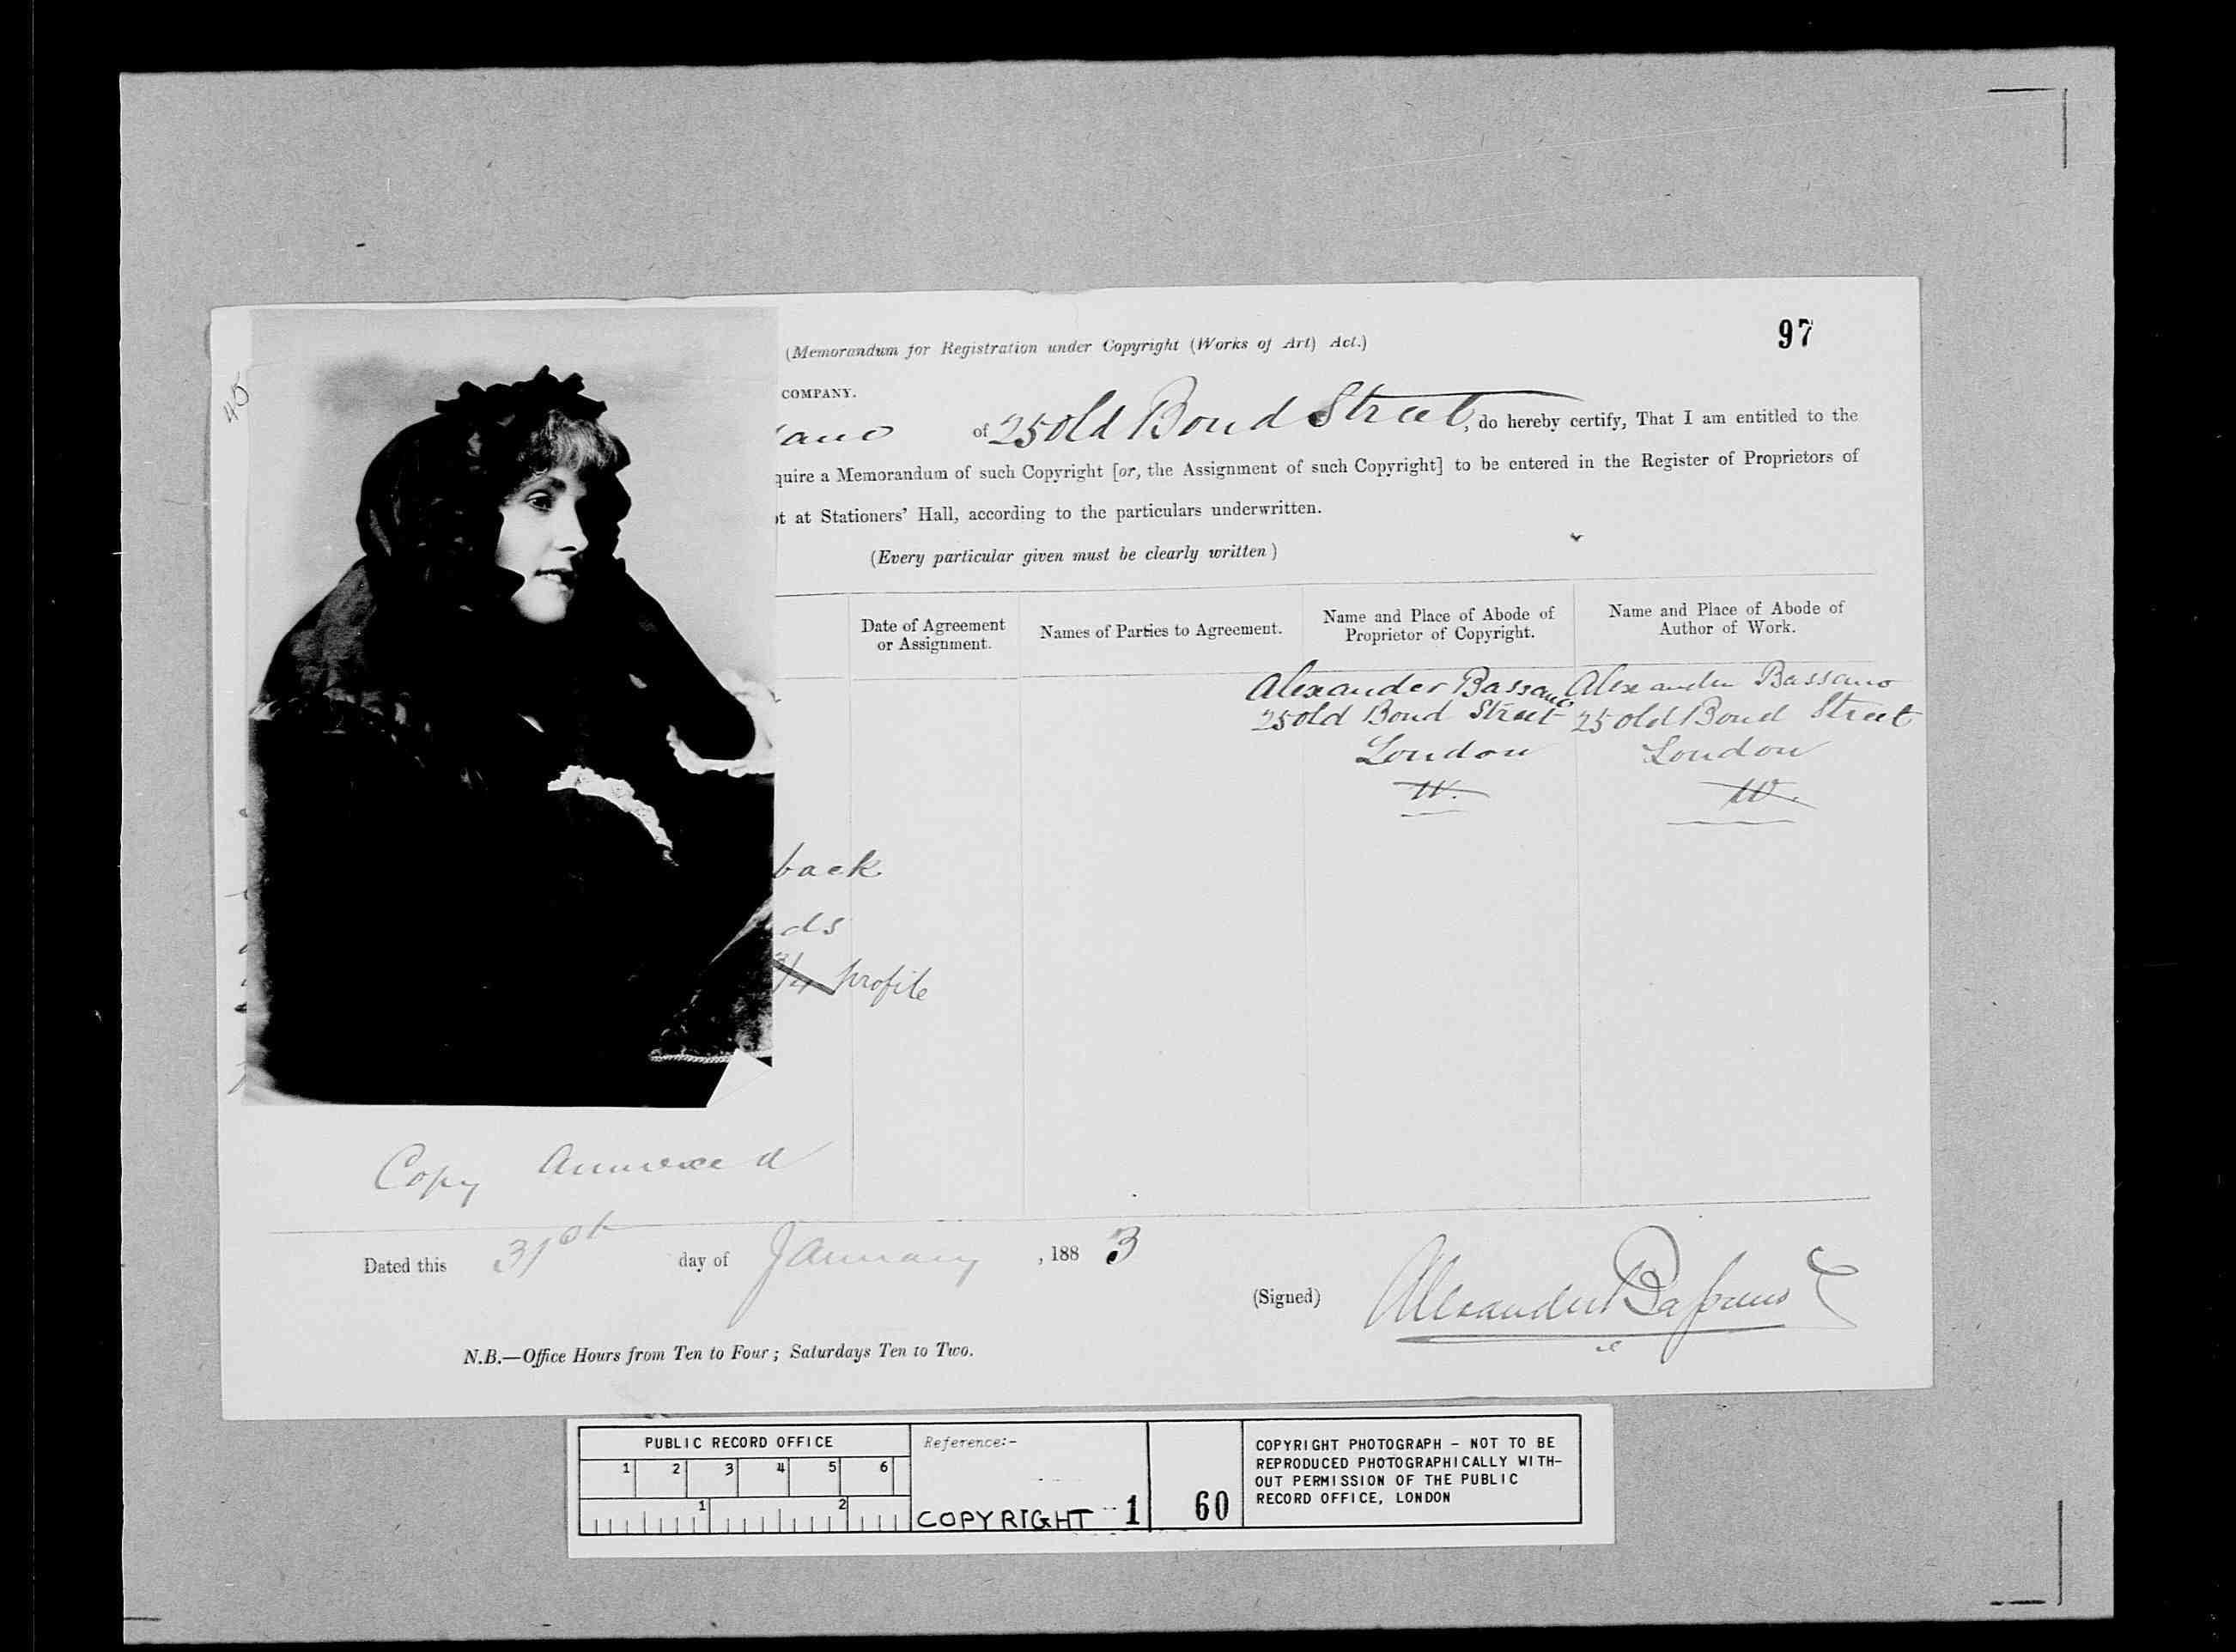 97
(Memorandum for Registration under Copyright (Works of Art) Act.)
45
COMPANY.
ano of 25 Old Bond Street, do hereby certify, That I am entitled to the
quire a Memorandum of such Copyright [or, the Assignment of such Copyright] to be entered in the Register of Proprietors of
t at Stationers' Hall, according to the particulars underwritten.
(Every particular given must be clearly written)
Date of Agreement or Assignment.
Names of Parties to Agreement.
Name and Place of Abode of Proprietor of Copyright.
Name and Place of Abode of Author of Work.
Alexander Bassano
25 Old Bond Street
London
W.
Alexander Bassano
25 Old Bond Street
London
W.
back
ds
3/4 profile
Copy annexed
Dated this 31st day of January, 1883
(Signed) Alexander Bassano
N.B.—Office Hours from Ten to Four; Saturdays Ten to Two.
PUBLIC RECORD OFFICE
1 2 3 4 5 6
1 2
Reference:-
COPYRIGHT 1
60
COPYRIGHT PHOTOGRAPH - NOT TO BE
REPRODUCED PHOTOGRAPHICALLY WITH-
OUT PERMISSION OF THE PUBLIC
RECORD OFFICE, LONDON